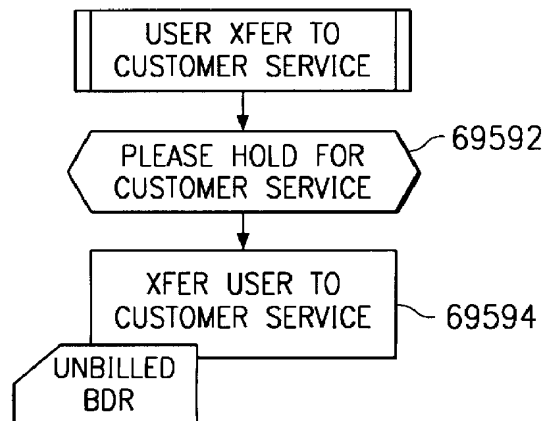 USER XFER TO
CUSTOMER SERVICE
PLEASE HOLD FOR
CUSTOMER SERVICE
69592
XFER USER TO
CUSTOMER SERVICE
69594
UNBILLED
BDR